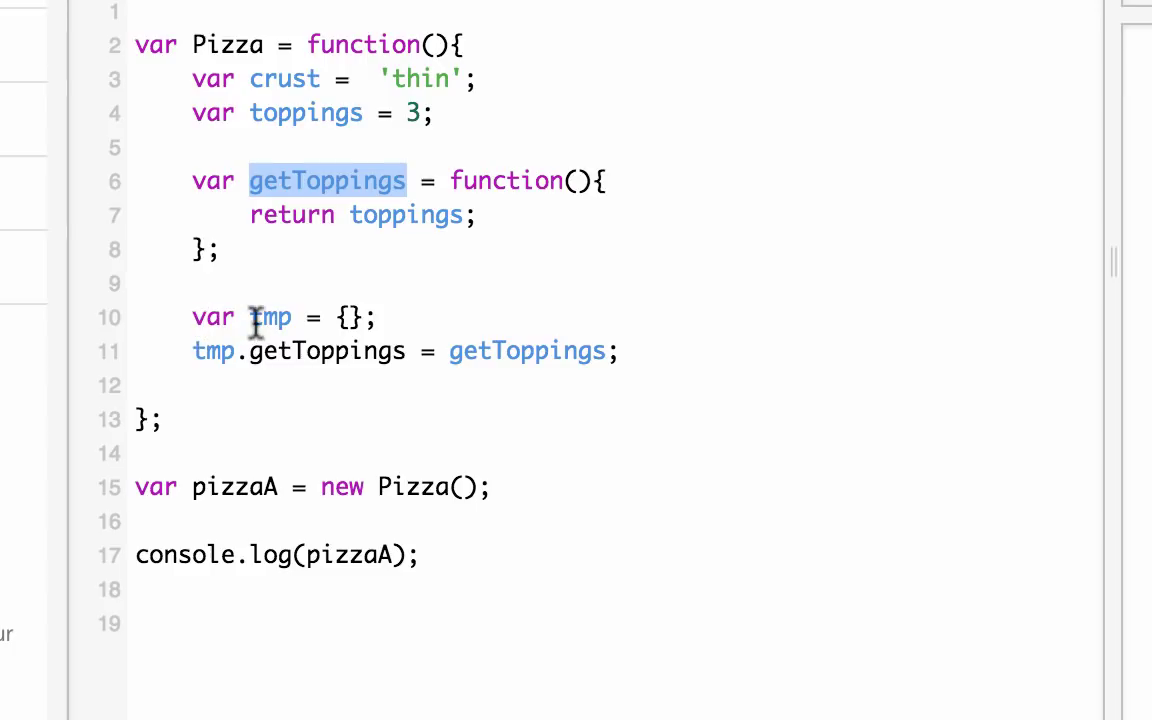 1
2 var Pizza = function(){
3 var crust =  'thin';
4 var toppings = 3;
5
6 var getToppings = function(){
7 return toppings;
8 };
9
10 var tmp = {};
11 tmp.getToppings = getToppings;
12
13 };
14
15 var pizzaA = new Pizza();
16
17 console.log(pizzaA);
18
19
ur